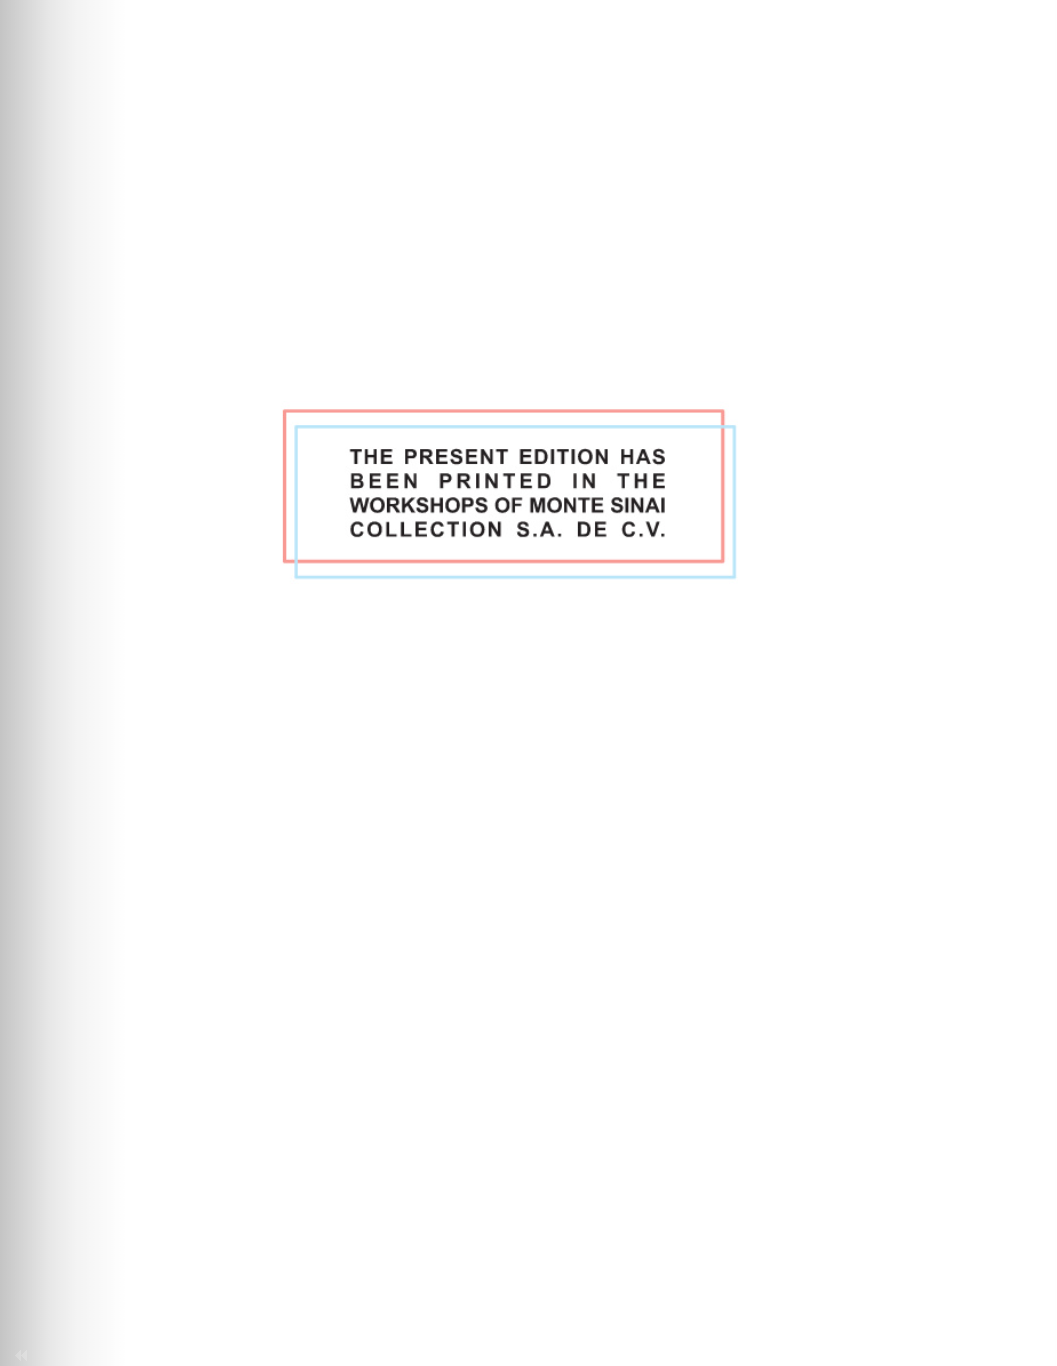 THE PRESENT EDITION HAS
BEEN PRINTED IN THE
WORKSHOPS OF MONTE SINAI
COLLECTION S.A. DE C.V.